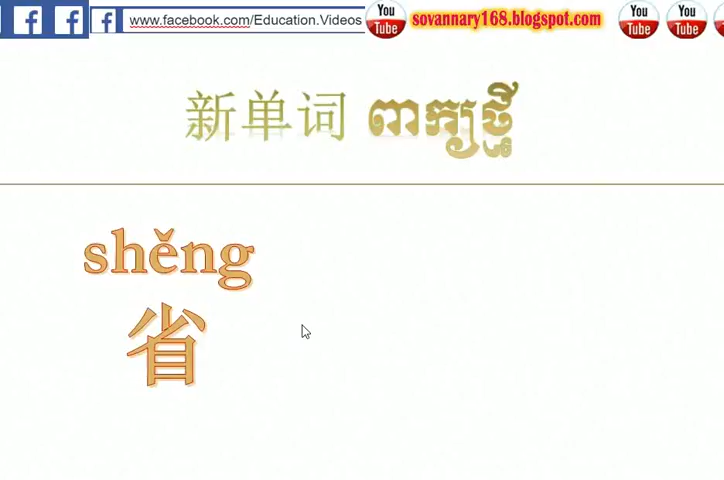 www.facebook.com/Education.Videos
sovannary168.blogspot.com
You Tube
You Tube
You Tube
新单词 ពាក្យថ្មី
shěng
省